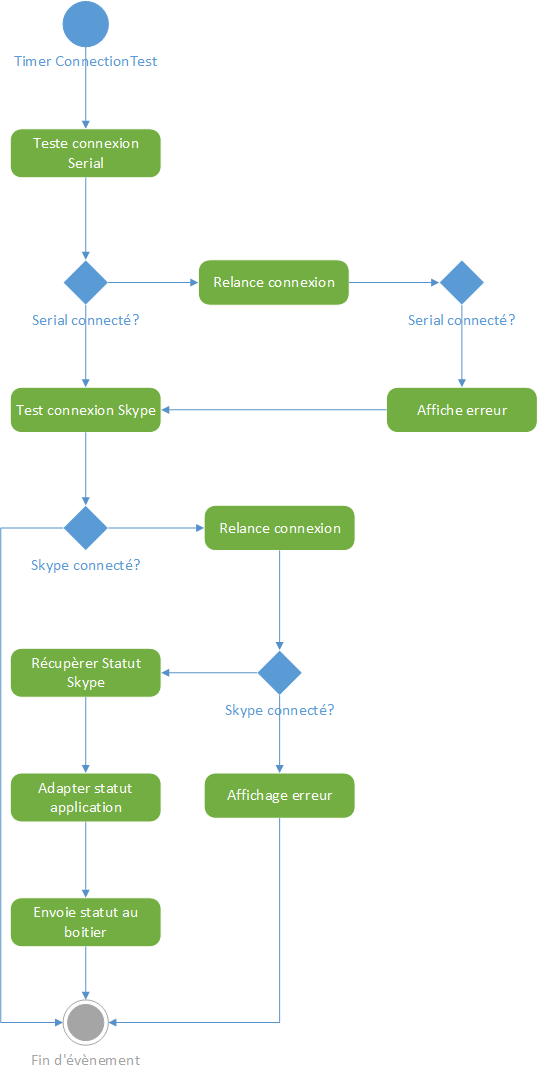 Timer ConnectionTest
Teste connexion
Serial
Relance connexion
Serial connecté?
Serial connecté?
Test connexion Skype
Affiche erreur
Relance connexion
Skype connecté?
Récupèrer Statut
Skype
Skype connecté?
Adapter statut
application
Affichage erreur
Envoie statut au
boitier
Fin d'évènement